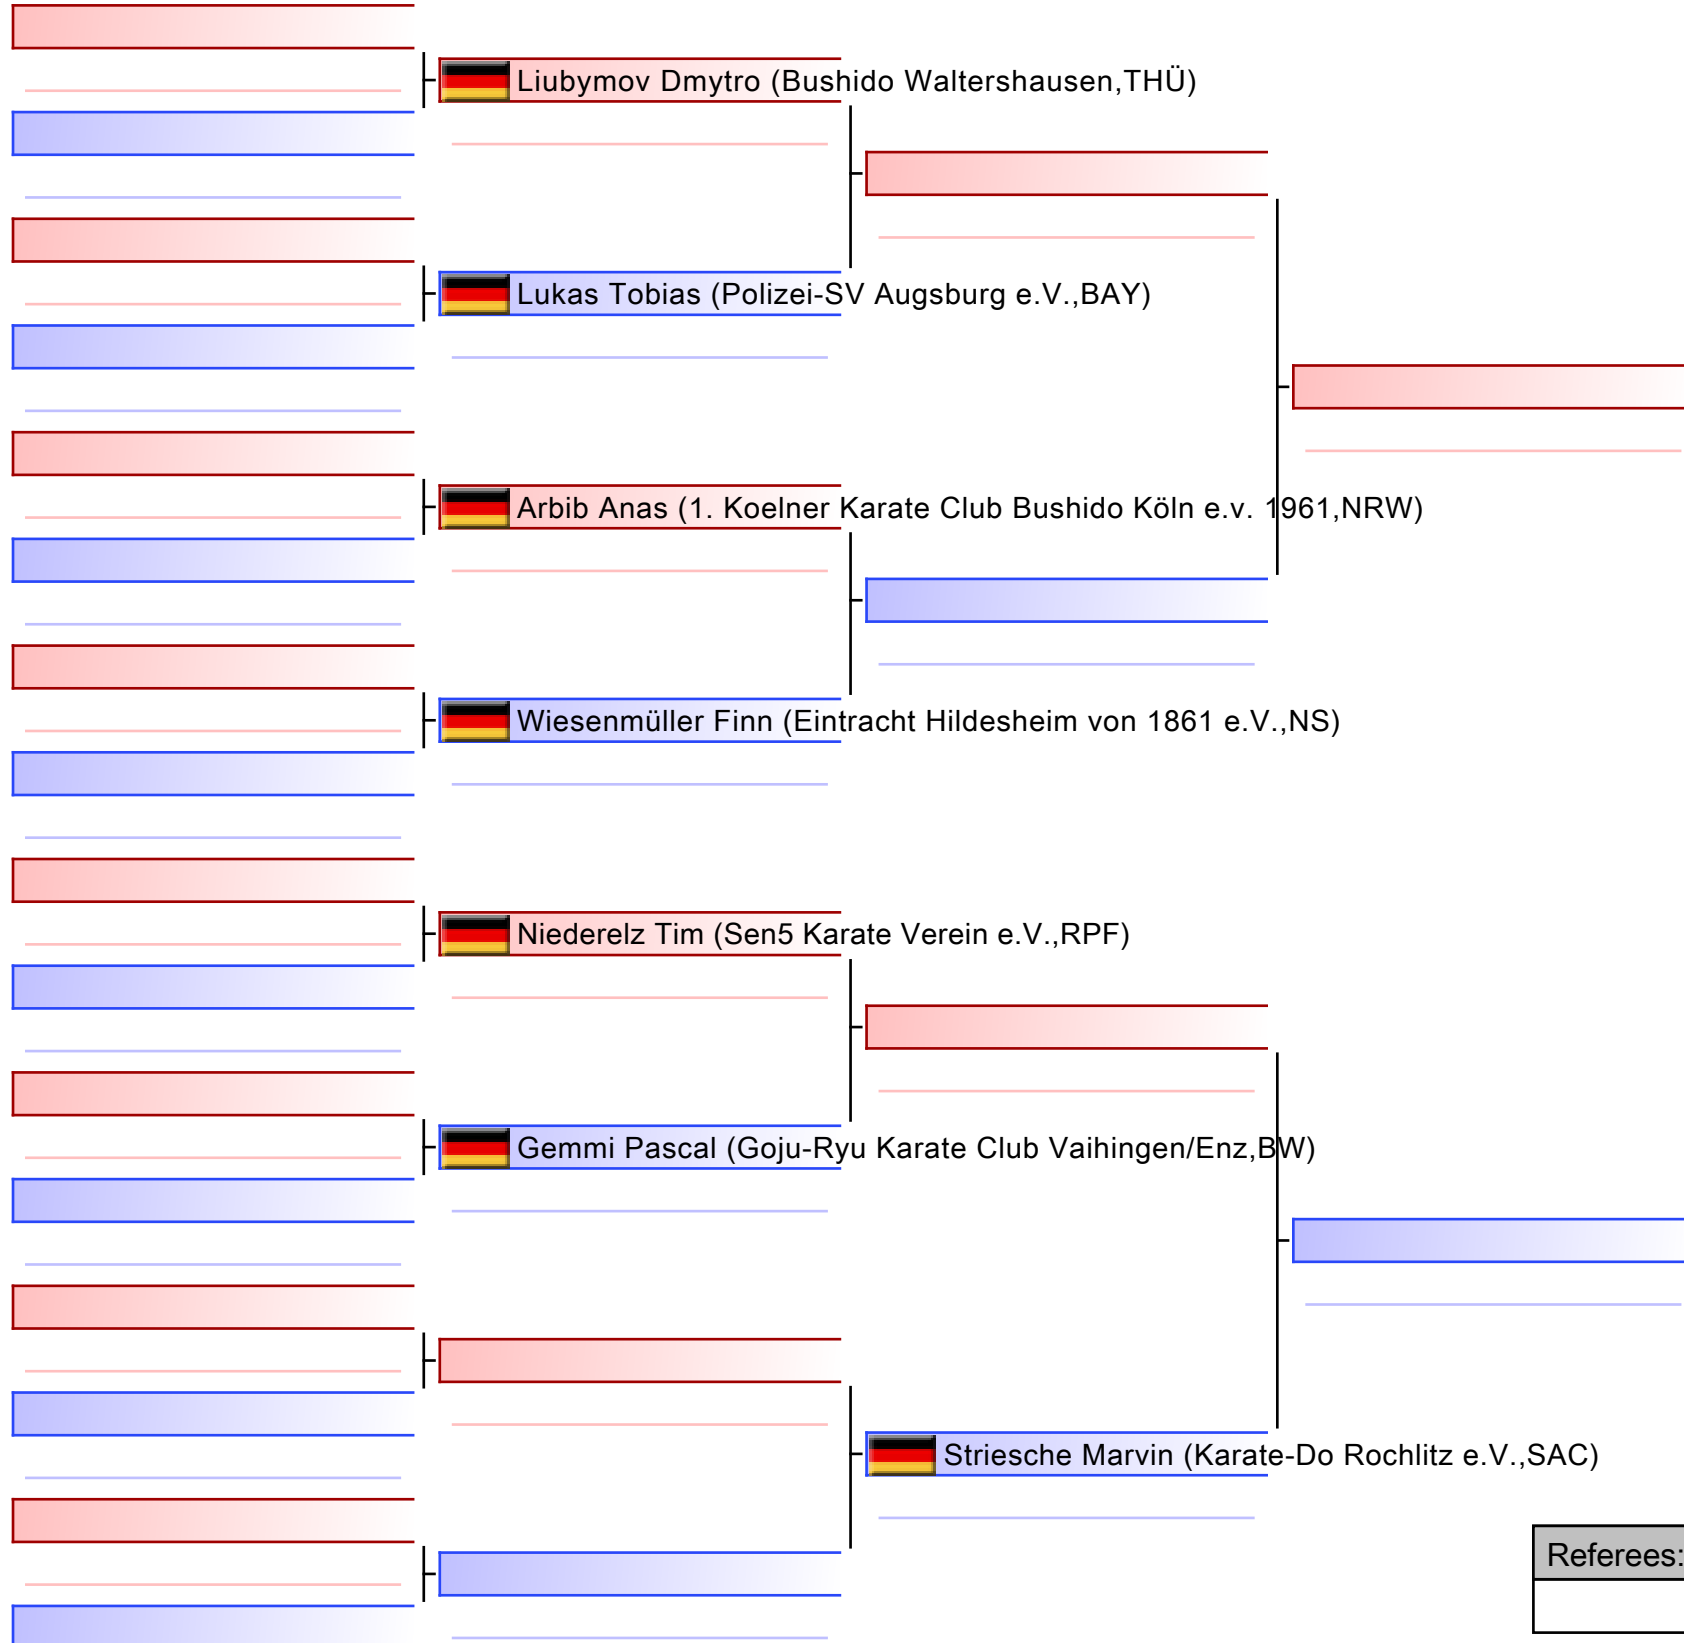 Liubymov Dmytro (Bushido Waltershausen,THÜ)
Lukas Tobias (Polizei-SV Augsburg e.V.,BAY)
Arbib Anas (1. Koelner Karate Club Bushido Köln e.v. 1961,NRW)
Wiesenmüller Finn (Eintracht Hildesheim von 1861 e.V.,NS)
Niederelz Tim (Sen5 Karate Verein e.V.,RPF)
Gemmi Pascal (Goju-Ryu Karate Club Vaihingen/Enz,BW)
Striesche Marvin (Karate-Do Rochlitz e.V.,SAC)
Referees: